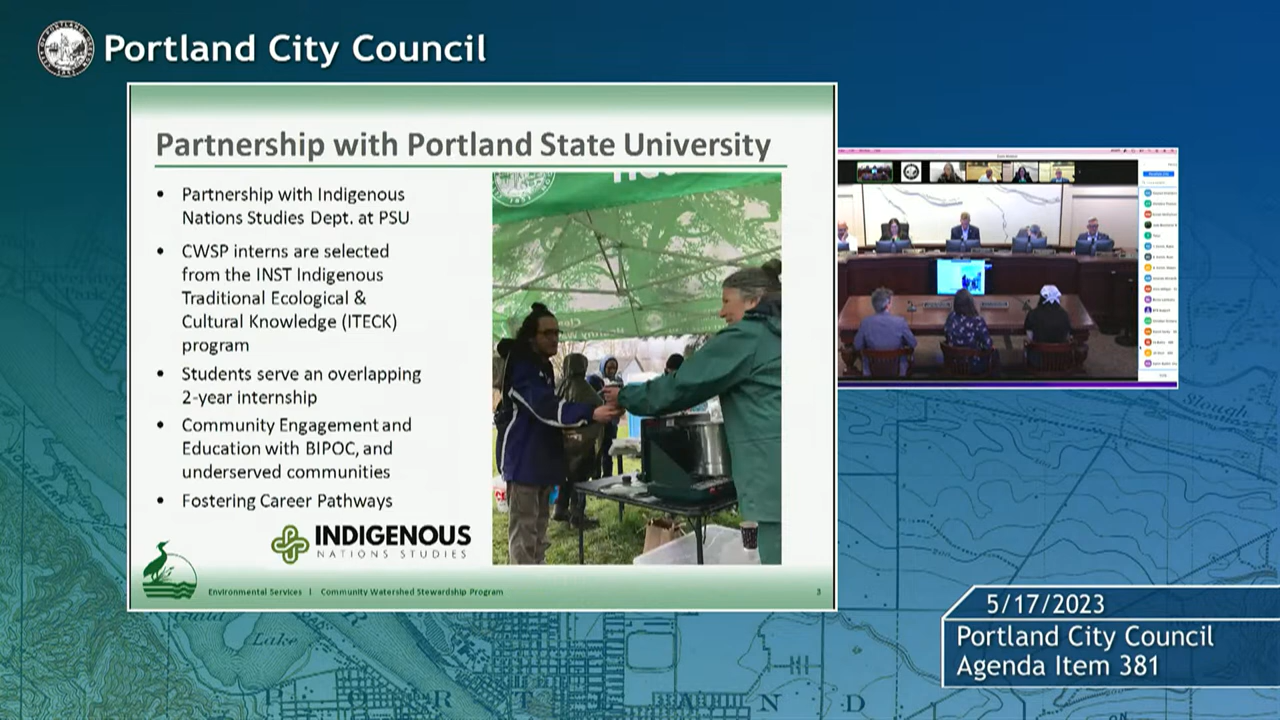 Portland City Council
Partnership with Portland State University
• Partnership with Indigenous
Nations Studies Dept. at PSU
• CWSP interns are selected
from the INST Indigenous
Traditional Ecological &
Cultural Knowledge (ITECK)
program
• Students serve an overlapping
2-year internship
• Community Engagement and
Education with BIPOC, and
underserved communities
• Fostering Career Pathways
INDIGENOUS
NATIONS STUDIES
Environmental Services | Community Watershed Stewardship Program
3
Slough
Guild
Lake
5/17/2023
Portland City Council
Agenda Item 381